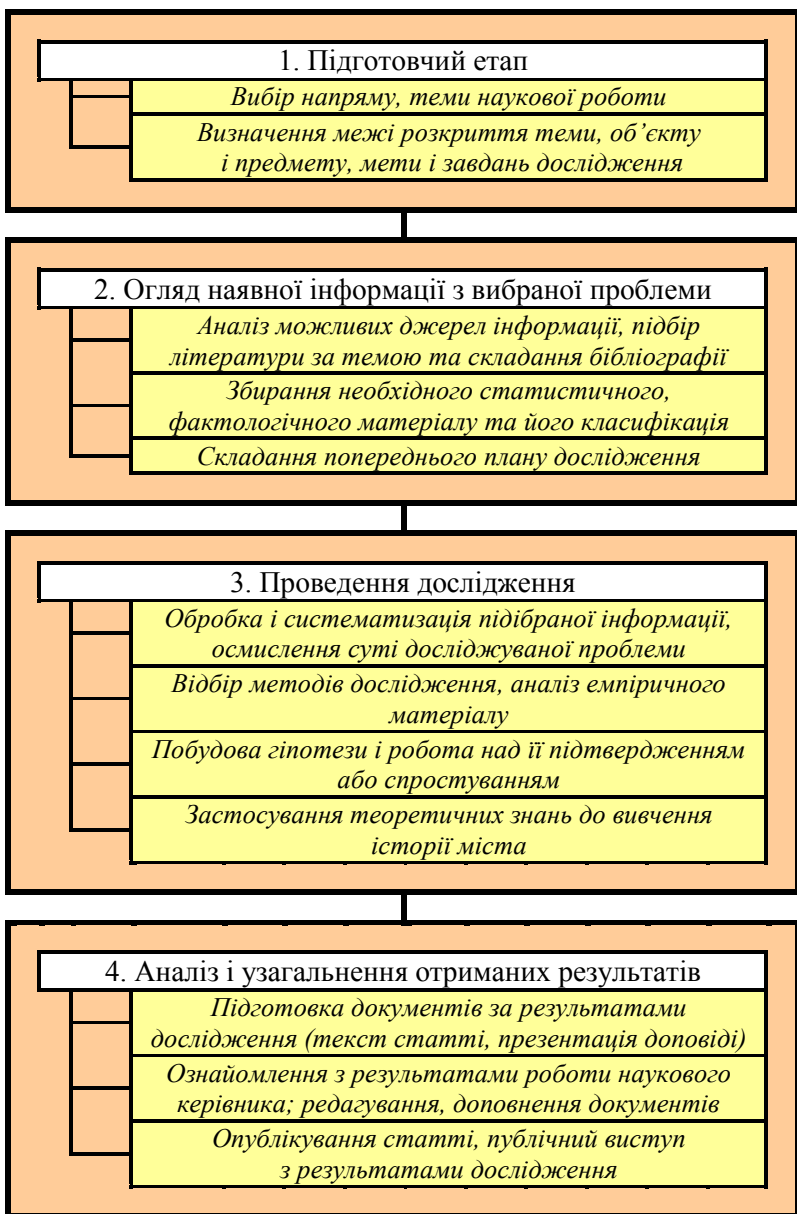 1. Підготовчий етап
Вибір напряму, теми наукової роботи
Визначення межі розкриття теми, об’єкту
і предмету, мети і завдань дослідження
2. Огляд наявної інформації з вибраної проблеми
Аналіз можливих джерел інформації, підбір
літератури за темою та складання бібліографії
Збирання необхідного статистичного,
фактологічного матеріалу та його класифікація
Складання попереднього плану дослідження
3. Проведення дослідження
Обробка і систематизація підібраної інформації,
осмислення суті досліджуваної проблеми
Відбір методів дослідження, аналіз емпіричного
матеріалу
Побудова гіпотези і робота над її підтвердженням
або спростуванням
Застосування теоретичних знань до вивчення
історії міста
4. Аналіз і узагальнення отриманих результатів
Підготовка документів за результатами
дослідження (текст статті, презентація доповіді)
Ознайомлення з результатами роботи наукового
керівника; редагування, доповнення документів
Опублікування статті, публічний виступ
з результатами дослідження